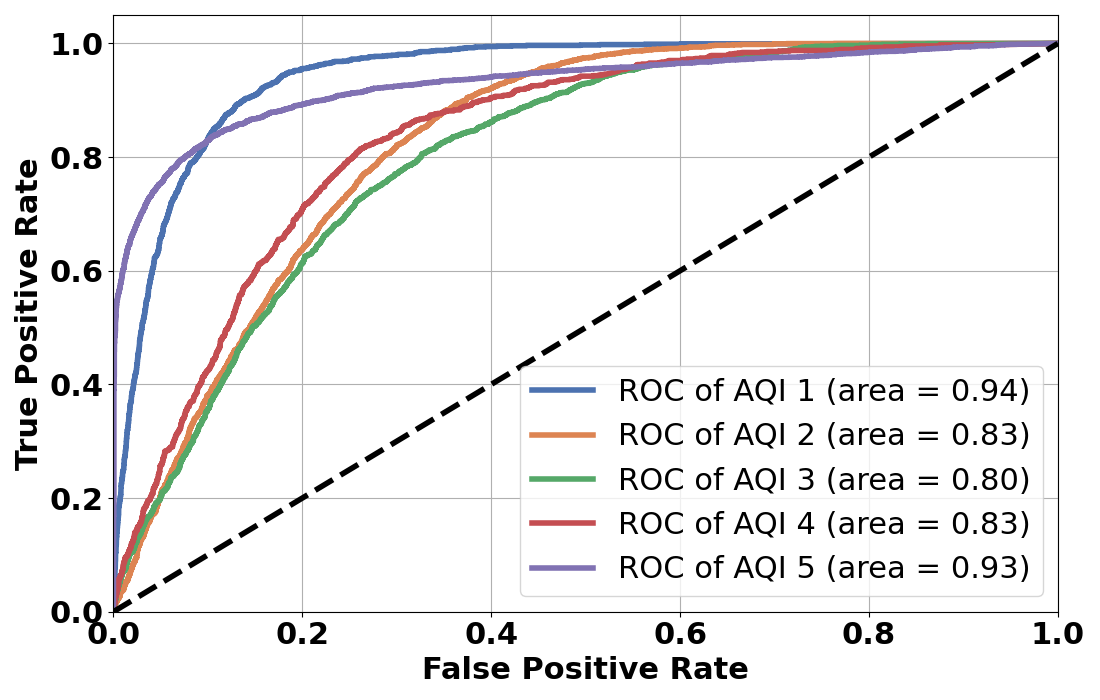 1.0
0.8
0.6
0.4
0.2
0.0
True Positive Rate
ROC of AQI 1 (area = 0.94)
ROC of AQI 2 (area = 0.83)
ROC of AQI 3 (area = 0.80)
ROC of AQI 4 (area = 0.83)
ROC of AQI 5 (area = 0.93)
0.0 0.2 0.4 0.6 0.8 1.0
False Positive Rate